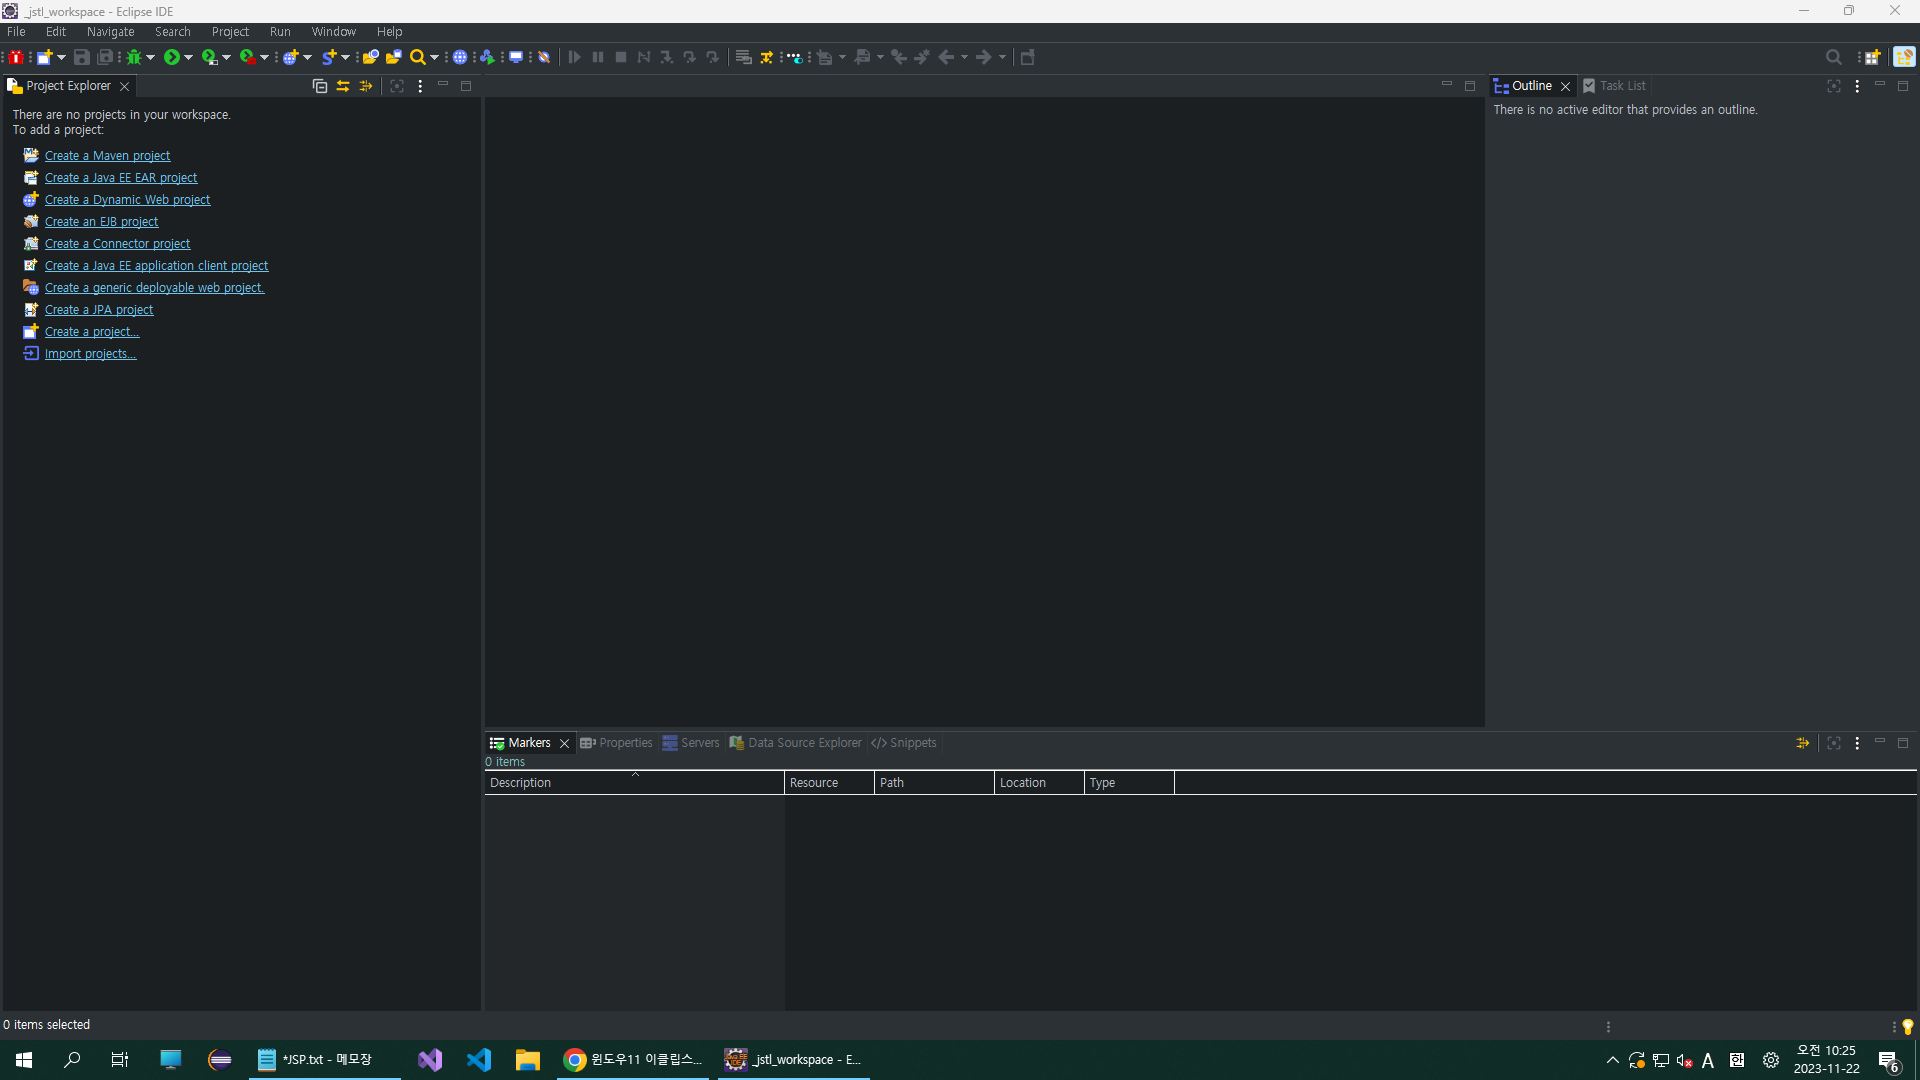 _jstl_workspace - Eclipse IDE
File Edit Navigate Search Project Run Window Help
Project Explorer
There are no projects in your workspace.
To add a project:
Create a Maven project
Create a Java EE EAR project
Create a Dynamic Web project
Create an EJB project
Create a Connector project
Create a Java EE application client project
Create a generic deployable web project.
Create a JPA project
Create a project...
Import projects...
Outline Task List
There is no active editor that provides an outline.
Markers Properties Servers Data Source Explorer Snippets
0 items
Description Resource Path Location Type
0 items selected
*JSP.txt - 메모장
윈도우11 이클립스...
_jstl_workspace - E...
A
오전 10:25
2023-11-22
6